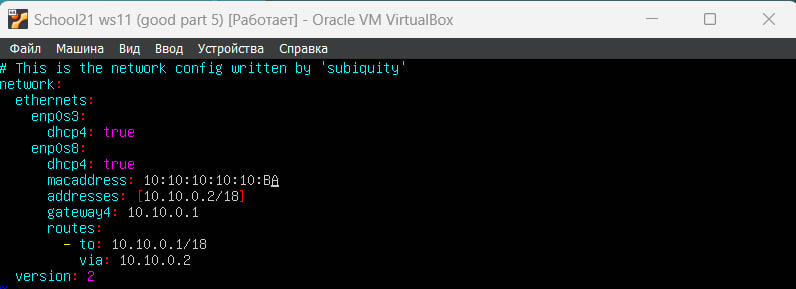 School21 ws11 (good part 5) [Работает] - Oracle VM VirtualBox
Файл Машина Вид Ввод Устройства Справка
# This is the network config written by 'subiquity'
network:
  ethernets:
    enp0s3:
      dhcp4: true
    enp0s8:
      dhcp4: true
      macaddress: 10:10:10:10:10:BA
      addresses: [10.10.0.2/18]
      gateway4: 10.10.0.1
      routes:
        - to: 10.10.0.1/18
          via: 10.10.0.2
  version: 2